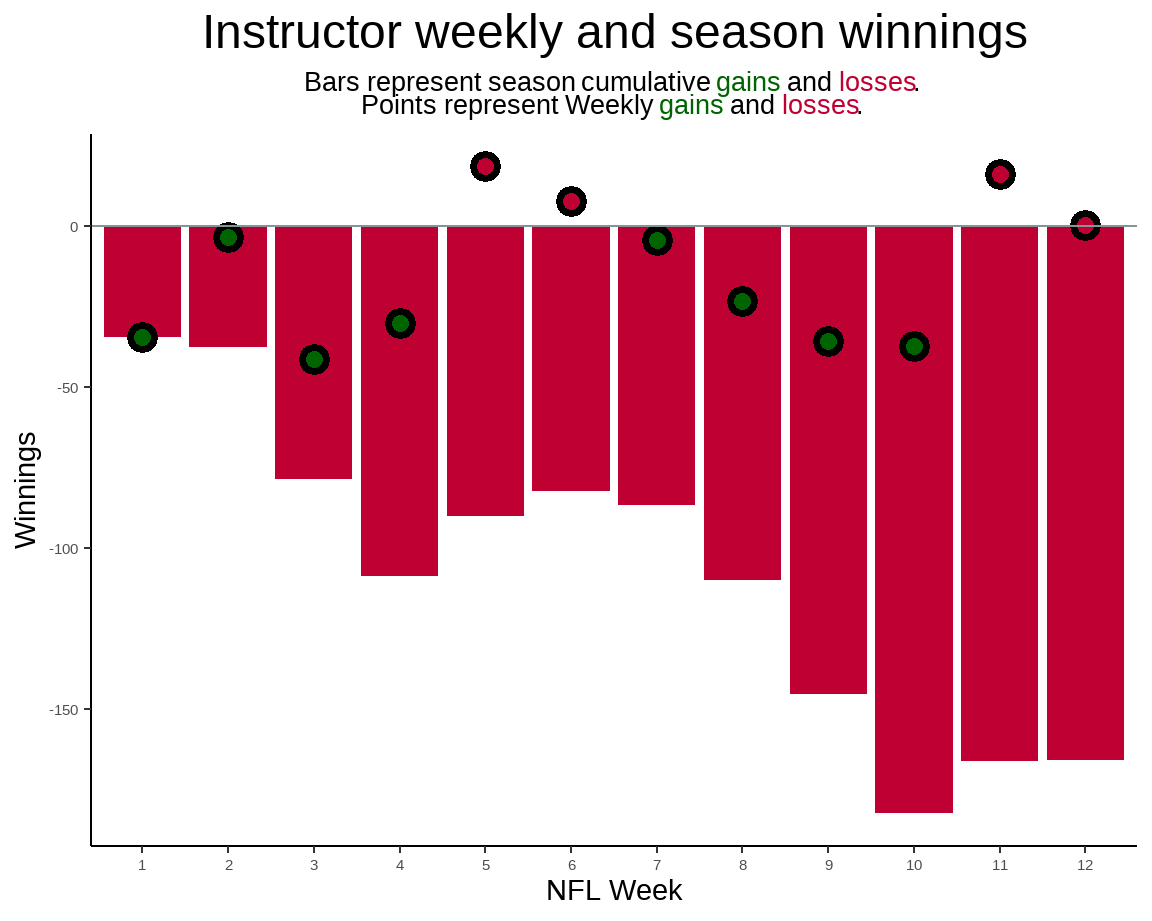 Instructor weekly and season winnings
Bars represent season cumulative gains and losses.
Points represent Weekly gains and losses.
Winnings
0
-50
-100
-150
1 2 3 4 5 6 7 8 9 10 11 12
NFL Week